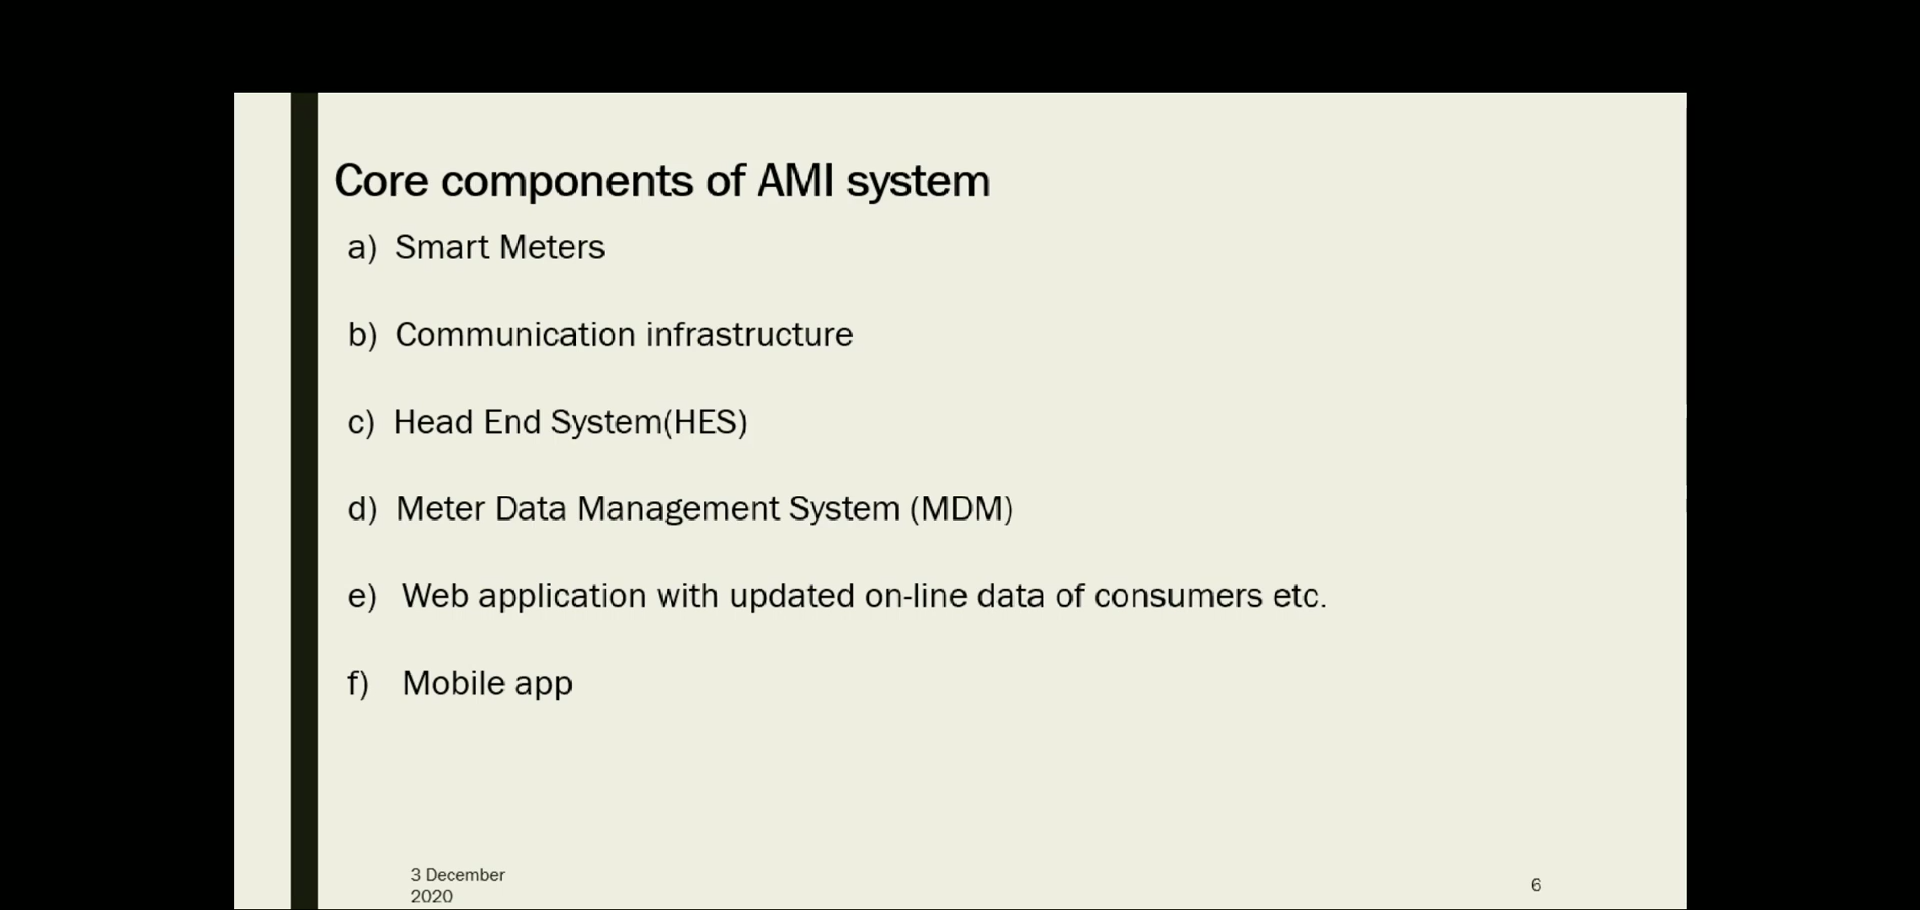 Core components of AMI system
a) Smart Meters
b) Communication infrastructure
c) Head End System(HES)
d) Meter Data Management System (MDM)
e) Web application with updated on-line data of consumers etc.
f) Mobile app
3 December
2020
6